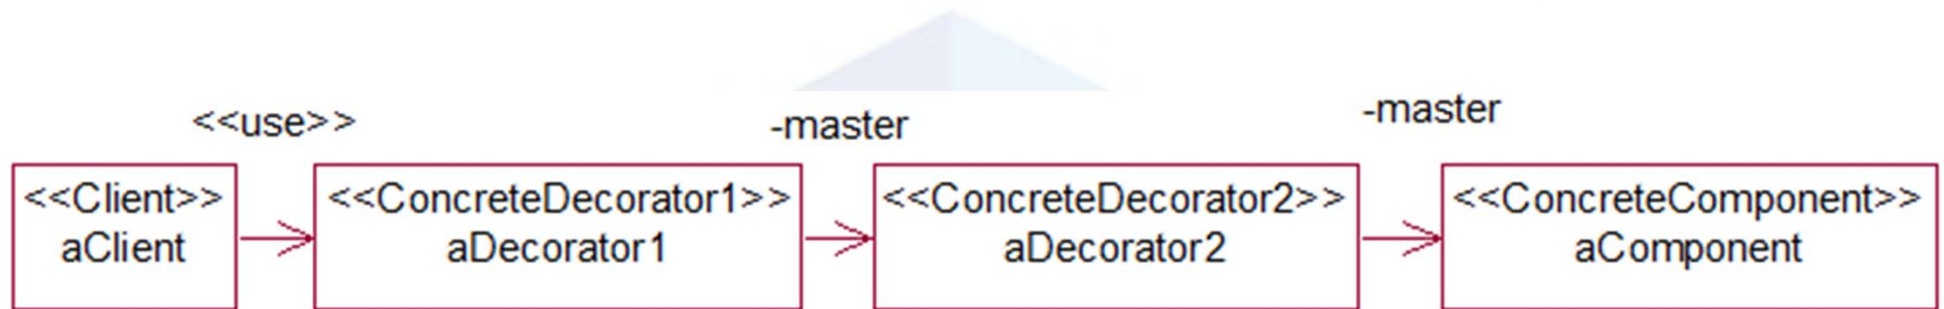 <<use>>
-master
-master
<<Client>>
aClient
<<ConcreteDecorator1>>
aDecorator1
<<ConcreteDecorator2>>
aDecorator2
<<ConcreteComponent>>
aComponent